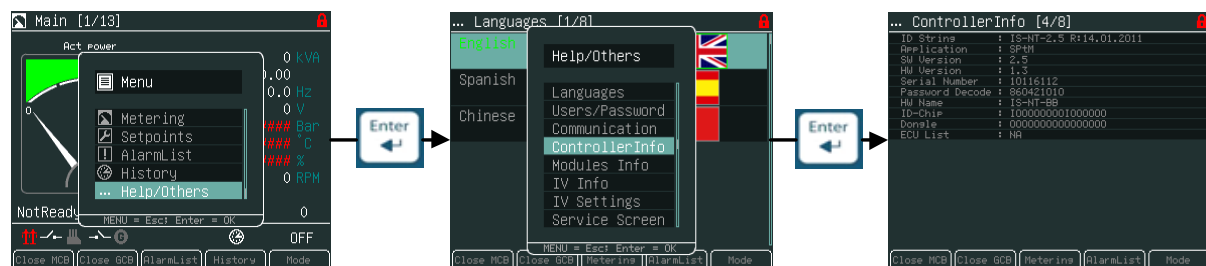 Main [1/13]
Act power
0 kVA
0.00
0.0 Hz
0 V
#### Bar
#### °C
#### %
0 RPM
0
NotReady
OFF
Menu
Metering
Setpoints
AlarmList
History
... Help/Others
MENU = Esc; Enter = OK
Close MCB Close GCB AlarmList History Mode
Enter
... Languages [1/8]
English
Spanish
Chinese
Help/Others
Languages
Users/Password
Communication
ControllerInfo
Modules Info
IV Info
IV Settings
Service Screen
MENU = Esc; Enter = OK
Close MCB Close GCB Metering AlarmList Mode
Enter
... ControllerInfo [4/8]
ID String : IS-NT-2.5 R:14.01.2011
Application : SPtM
SW Version : 2.5
HW Version : 1.3
Serial Number : 10116112
Password Decode : 860421010
HW Name : IS-NT-BB
ID-Chip : I00000001000000
Dongle : 0000000000000000
ECU List : NA
Close MCB Close GCB Metering AlarmList Mode